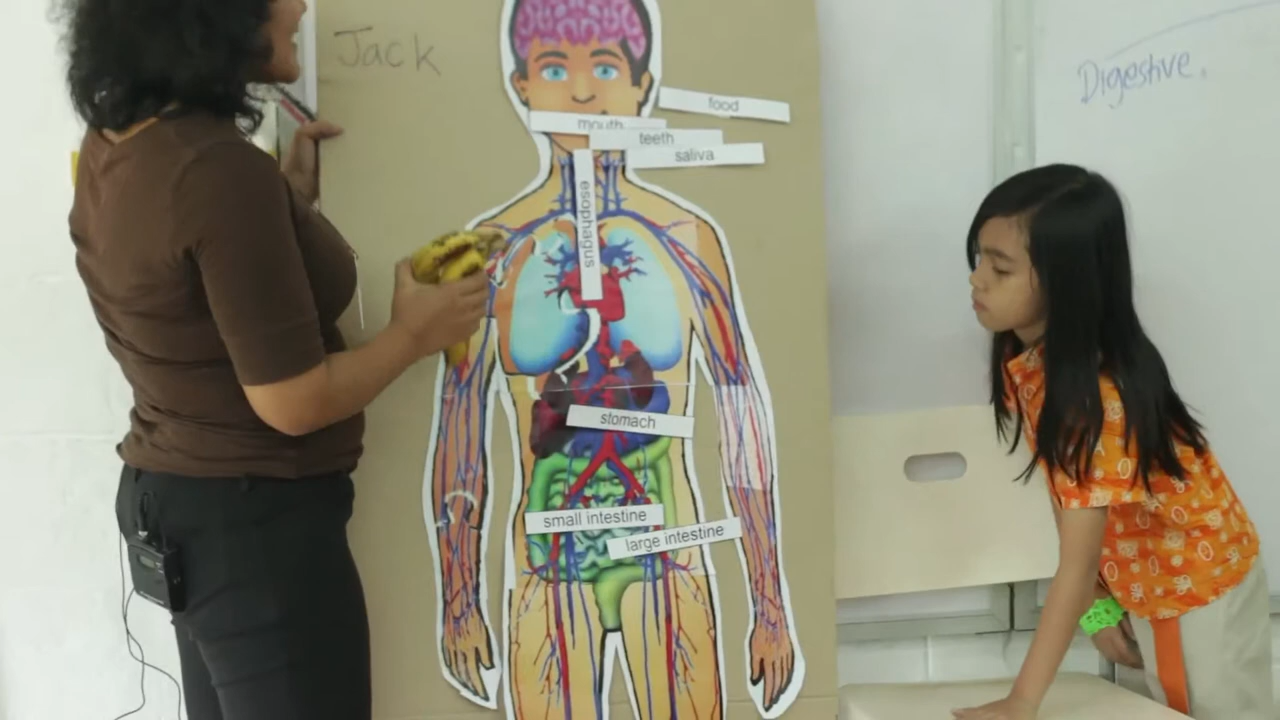 Jack
Digestive.
food
mouth
teeth
saliva
esophagus
stomach
small intestine
large intestine